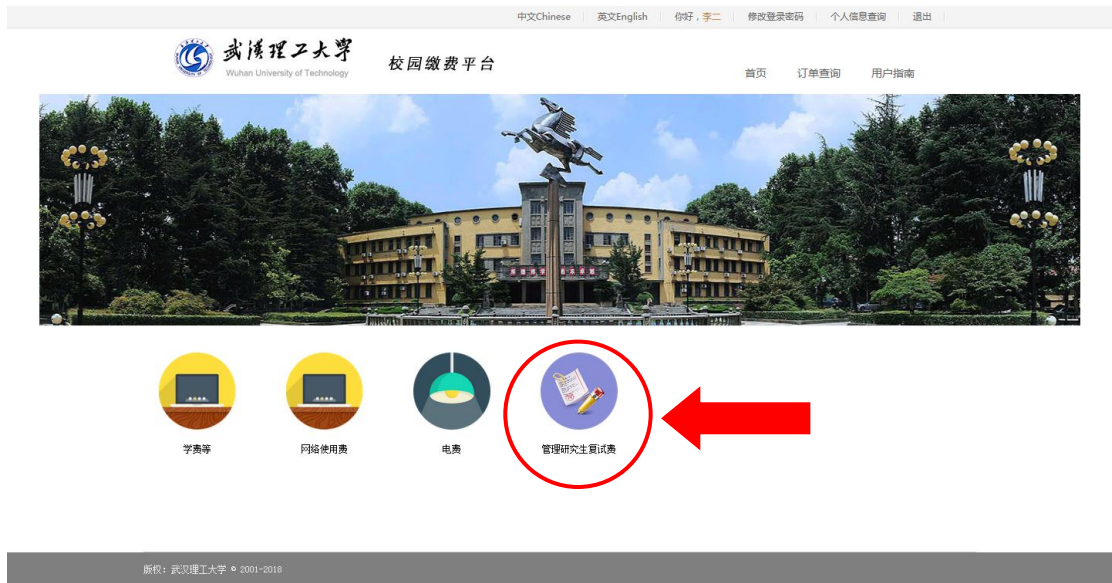 中文Chinese 英文English 你好，李二 修改登录密码 个人信息查询 退出
武汉理工大学
Wuhan University of Technology
校园缴费平台
首页 订单查询 用户指南
学费等 网络使用费 电费 管理研究生复试费
版权：武汉理工大学 © 2001-2018